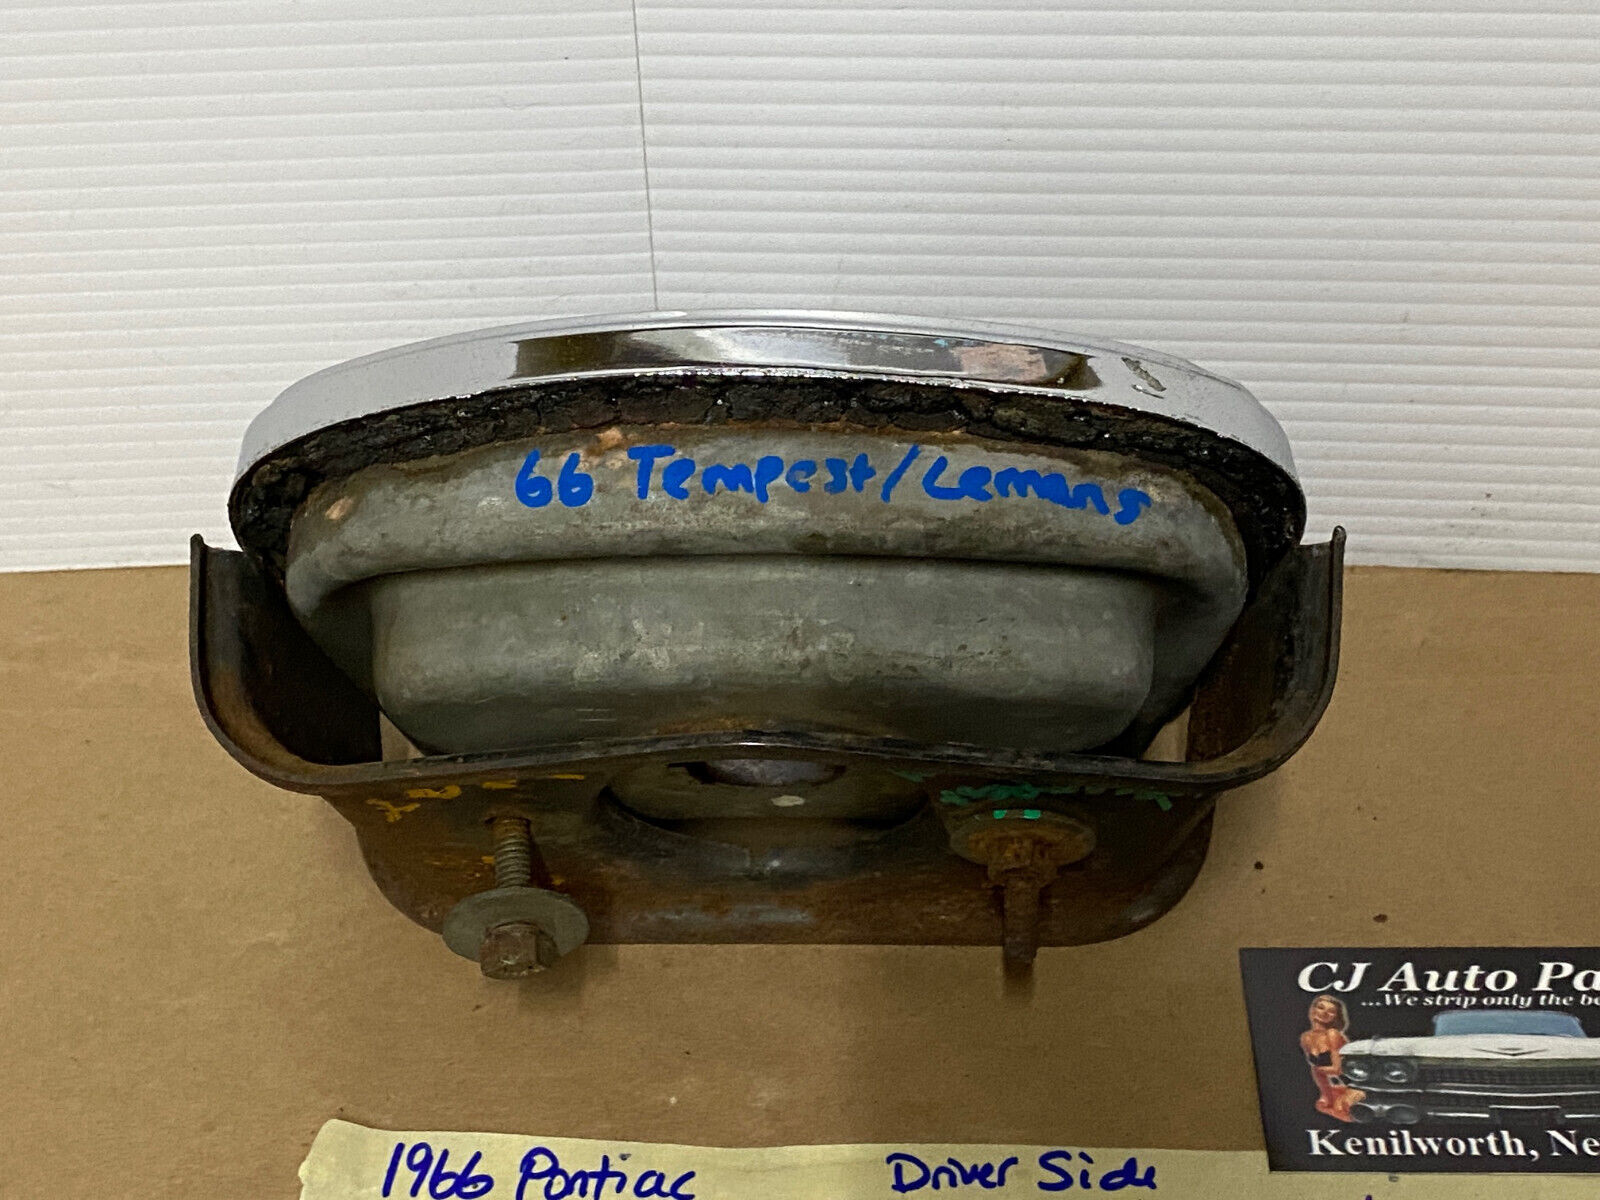 66 Tempest/Lemans
CJ Auto Pa
...We strip only the be
Kenilworth, Ne
1966 Pontiac Driver Side